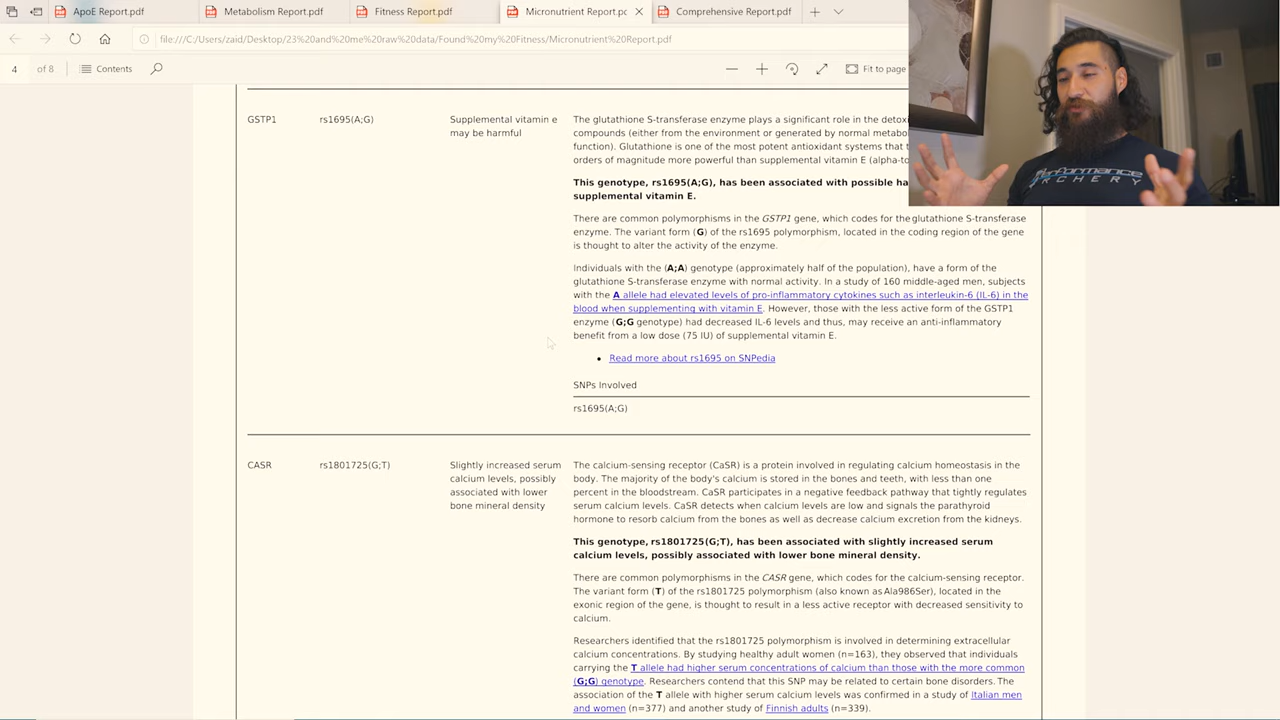 ApoE Report.pdf
Metabolism Report.pdf
Fitness Report.pdf
Micronutrient Report.pd
Comprehensive Report.pdf
file:///C:/Users/zaid/Desktop/23%20and%20me%20raw%20data/Found%20my%20Fitness/Micronutrient%20Report.pdf
4 of 8
Contents
Fit to page
GSTP1
rs1695(A;G)
Supplemental vitamin e
may be harmful
The glutathione S-transferase enzyme plays a significant role in the
compounds (either from the environment or generated by normal
function). Glutathione is one of the most potent antioxidant systems
orders of magnitude more powerful than supplemental vitamin E
This genotype, rs1695(A;G), has been associated with possible
supplemental vitamin E.
There are common polymorphisms in the GSTP1 gene, which codes for the glutathione S-transferase
enzyme. The variant form (G) of the rs1695 polymorphism, located in the coding region of the gene
is thought to alter the activity of the enzyme.
Individuals with the (A;A) genotype (approximately half of the population), have a form of the
glutathione S-transferase enzyme with normal activity. In a study of 160 middle-aged men, subjects
with the A allele had elevated levels of pro-inflammatory cytokines such as interleukin-6 (IL-6) in the
blood when supplementing with vitamin E. However, those with the less active form of the GSTP1
enzyme (G;G genotype) had decreased IL-6 levels and thus, may receive an anti-inflammatory
benefit from a low dose (75 IU) of supplemental vitamin E.
• Read more about rs1695 on SNPedia
SNPs Involved
rs1695(A;G)
CASR
rs1801725(G;T)
Slightly increased serum
calcium levels, possibly
associated with lower
bone mineral density
The calcium-sensing receptor (CaSR) is a protein involved in regulating calcium homeostasis in the
body. The majority of the body's calcium is stored in the bones and teeth, with less than one
percent in the bloodstream. CaSR participates in a negative feedback pathway that tightly regulates
serum calcium levels. CaSR detects when calcium levels are low and signals the parathyroid
hormone to resorb calcium from the bones as well as decrease calcium excretion from the kidneys.
This genotype, rs1801725(G;T), has been associated with slightly increased serum
calcium levels, possibly associated with lower bone mineral density.
There are common polymorphisms in the CASR gene, which codes for the calcium-sensing receptor.
The variant form (T) of the rs1801725 polymorphism (also known as Ala986Ser), located in the
exonic region of the gene, is thought to result in a less active receptor with decreased sensitivity to
calcium.
Researchers identified that the rs1801725 polymorphism is involved in determining extracellular
calcium concentrations. By studying healthy adult women (n=163), they observed that individuals
carrying the T allele had higher serum concentrations of calcium than those with the more common
(G;G) genotype. Researchers contend that this SNP may be related to certain bone disorders. The
association of the T allele with higher serum calcium levels was confirmed in a study of Italian men
and women (n=377) and another study of Finnish adults (n=339).
Performance
ARCHERY